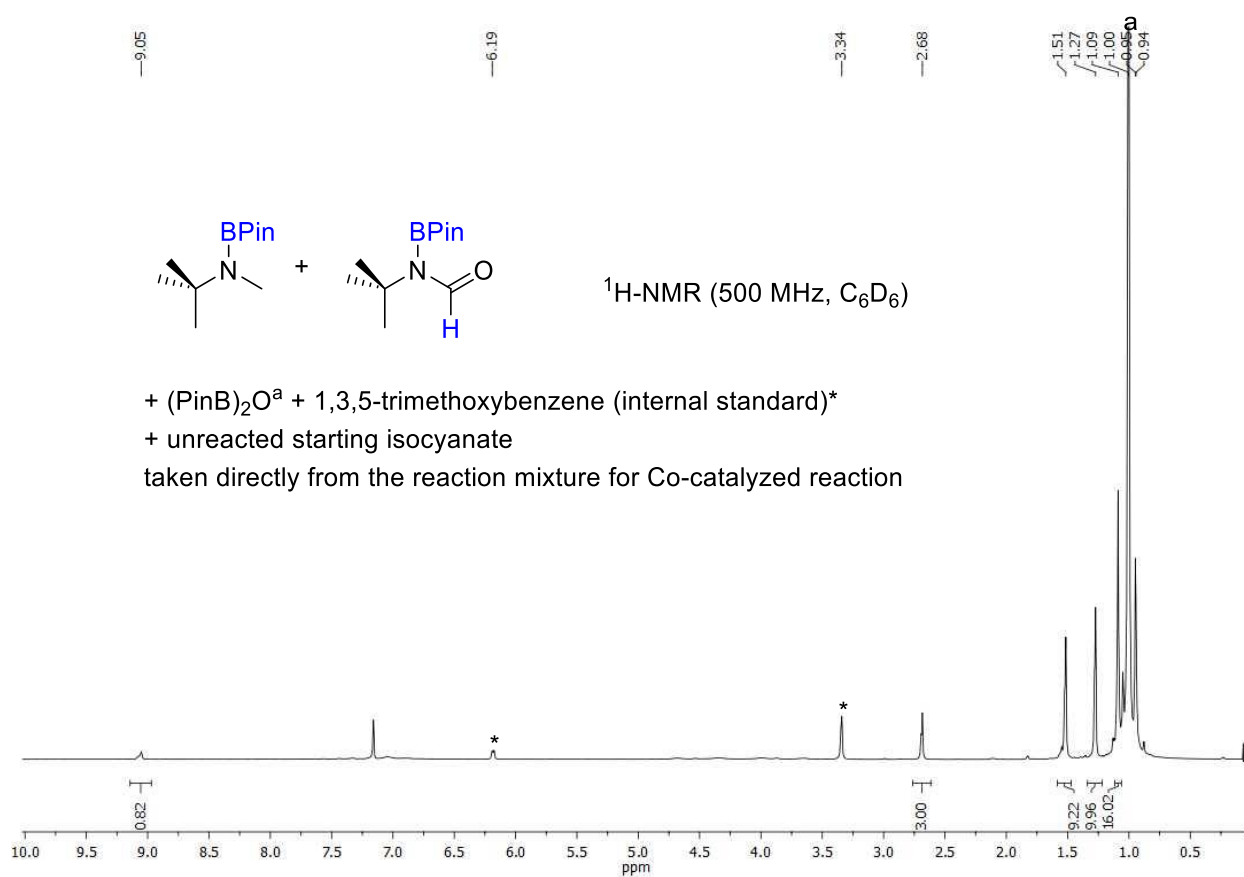 a
9.05
6.19
3.34
2.68
1.51
1.27
1.09
1.00
0.95
0.94
BPin
BPin
N
+
N
O
H
¹H-NMR (500 MHz, C₆D₆)
+ (PinB)₂Oᵃ + 1,3,5-trimethoxybenzene (internal standard)*
+ unreacted starting isocyanate
taken directly from the reaction mixture for Co-catalyzed reaction
*
*
0.82
3.00
9.22
9.96
16.02
10.0 9.5 9.0 8.5 8.0 7.5 7.0 6.5 6.0 5.5 5.0 4.5 4.0 3.5 3.0 2.5 2.0 1.5 1.0 0.5
ppm